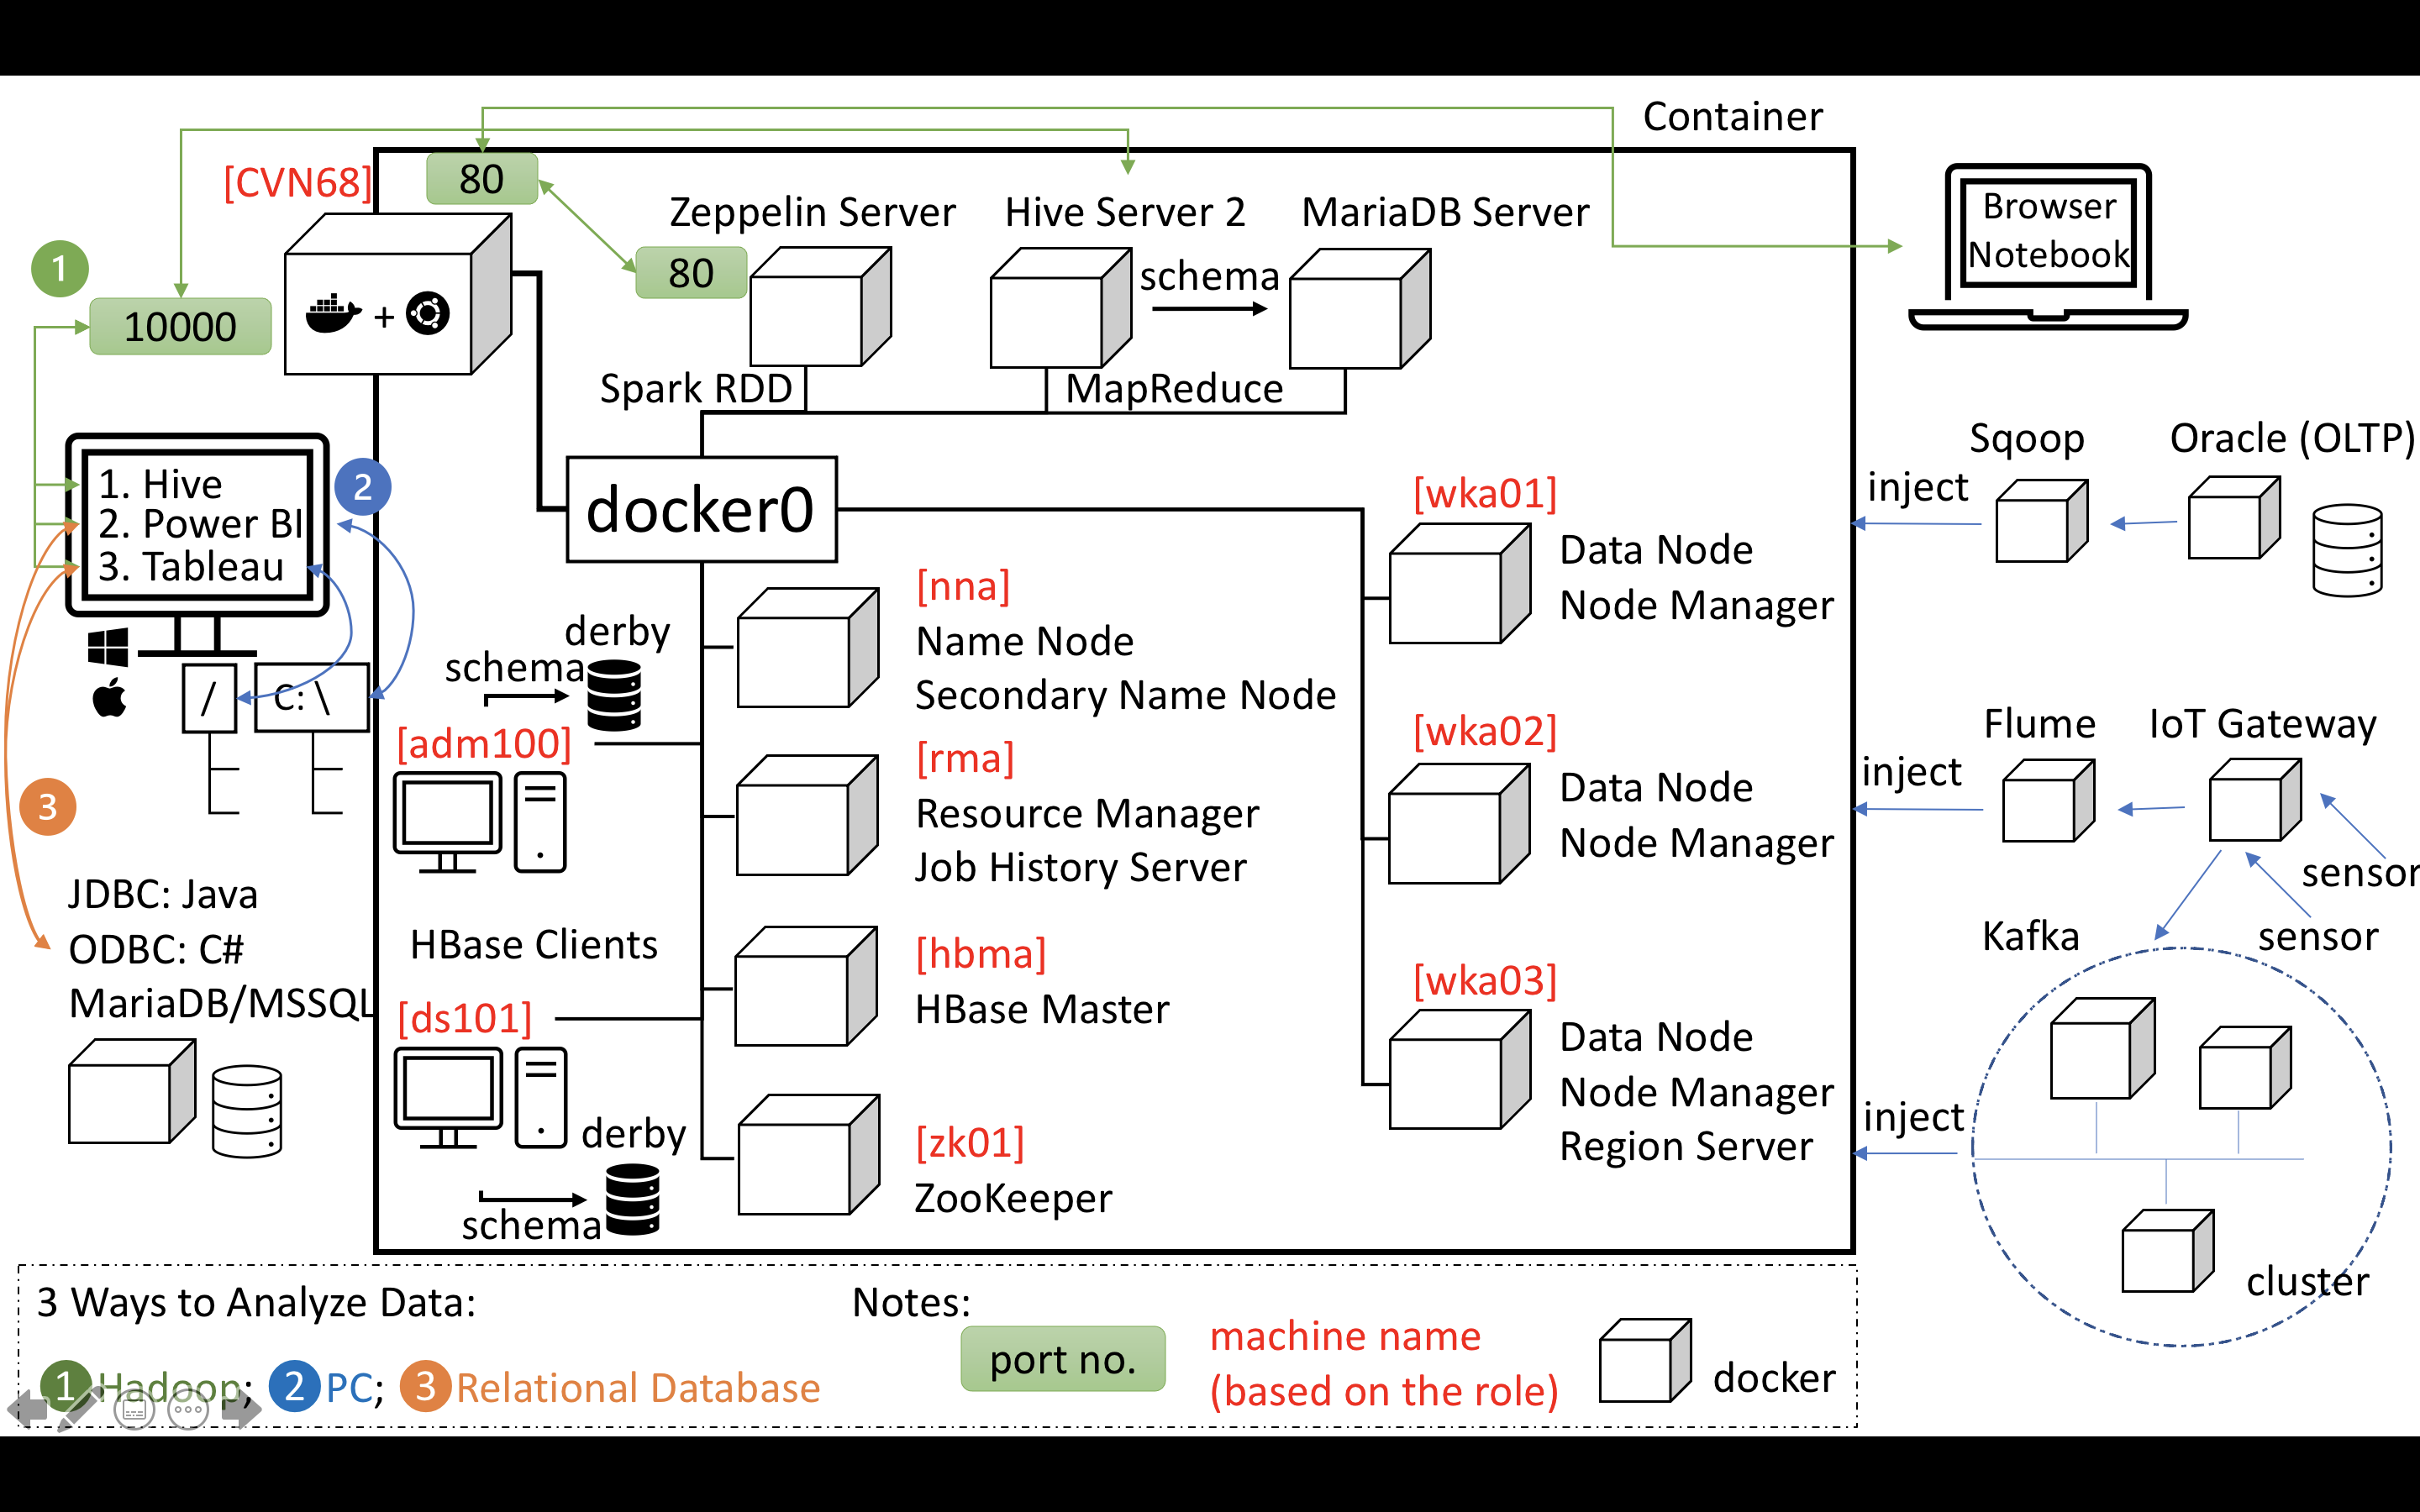 Container
[CVN68]
80
Zeppelin Server
Hive Server 2
MariaDB Server
Browser
Notebook
1
80
schema
10000
+
Spark RDD
MapReduce
1. Hive
2. Power BI
3. Tableau
2
docker0
[wka01]
Data Node
Node Manager
inject
Sqoop
Oracle (OLTP)
/
C: \
derby
schema
[nna]
Name Node
Secondary Name Node
[adm100]
[rma]
Resource Manager
Job History Server
[wka02]
Data Node
Node Manager
inject
Flume
IoT Gateway
sensor
sensor
3
JDBC: Java
ODBC: C#
MariaDB/MSSQL
HBase Clients
[ds101]
[hbma]
HBase Master
[wka03]
Data Node
Node Manager
Region Server
inject
Kafka
cluster
derby
schema
[zk01]
ZooKeeper
3 Ways to Analyze Data:
1 Hadoop; 2 PC; 3 Relational Database
Notes:
port no.
machine name
(based on the role)
docker